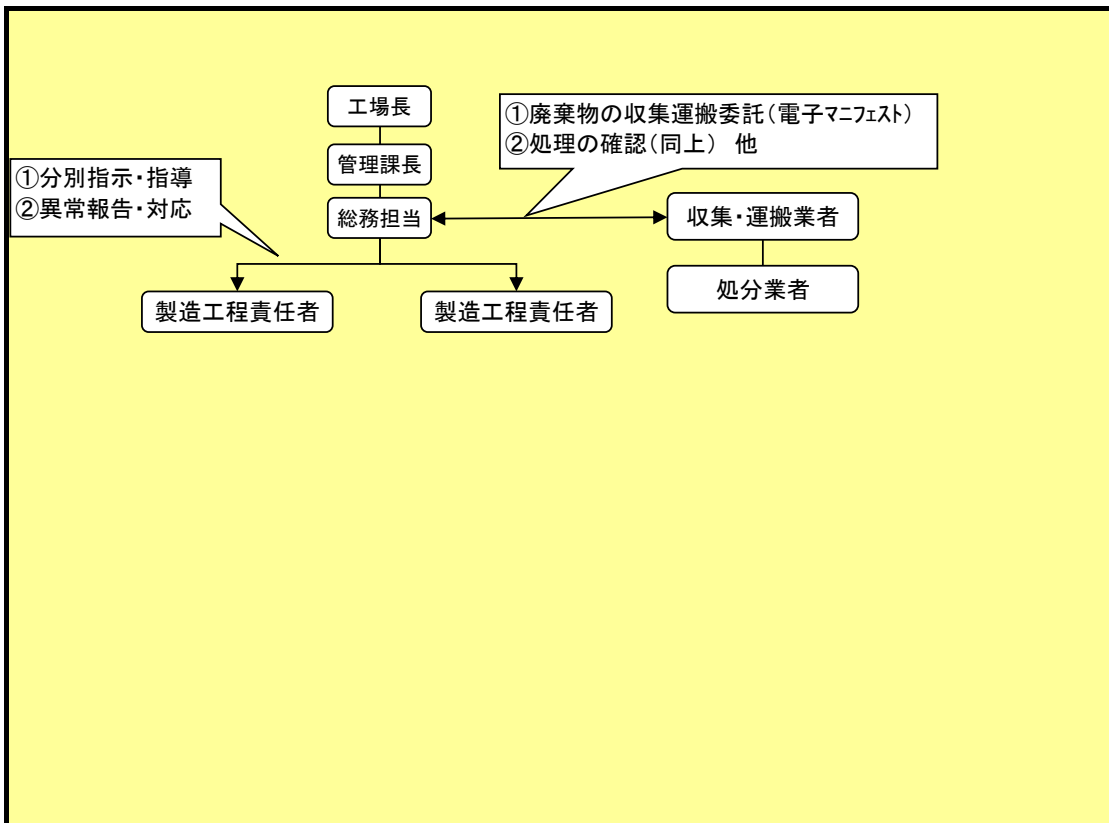 工場長
①廃棄物の収集運搬委託(電子ﾏﾆﾌｪｽﾄ)
②処理の確認(同上) 他
管理課長
①分別指示・指導
②異常報告・対応
総務担当
収集・運搬業者
処分業者
製造工程責任者
製造工程責任者